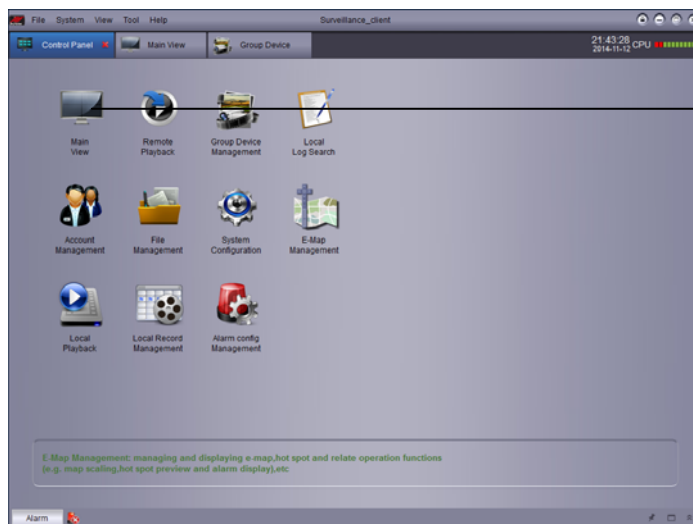 File System View Tool Help Surveillance_client
Control Panel Main View Group Device 21:43:28 CPU
2014-11-12
Main Remote Group Device Local
View Playback Management Log Search
Account File System E-Map
Management Management Configuration Management
Local Local Record Alarm config
Playback Management Management
E-Map Management: managing and displaying e-map,hot spot and relate operation functions
(e.g. map scaling,hot spot preview and alarm display),etc
Alarm